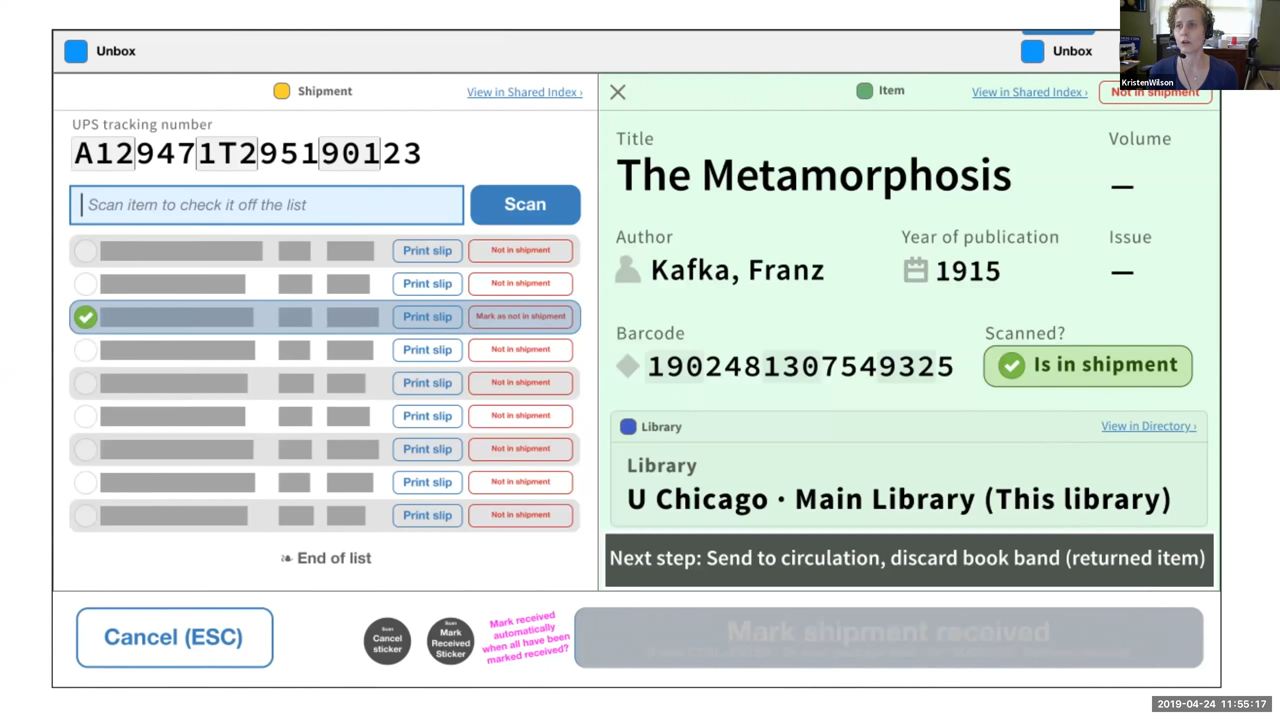 Unbox
Unbox
KristenWilson
Shipment
View in Shared Index ›
UPS tracking number
A129471T295190123
Scan item to check it off the list
Scan
Print slip Not in shipment
Print slip Not in shipment
Print slip Mark as not in shipment
Print slip Not in shipment
Print slip Not in shipment
Print slip Not in shipment
Print slip Not in shipment
Print slip Not in shipment
Print slip Not in shipment
❧ End of list
Item
View in Shared Index ›
Not in shipment
Title
The Metamorphosis
Volume
—
Author
Kafka, Franz
Year of publication
1915
Issue
—
Barcode
1902481307549325
Scanned?
Is in shipment
Library
View in Directory ›
Library
U Chicago · Main Library (This library)
Next step: Send to circulation, discard book band (returned item)
Cancel (ESC)
Scan
Cancel
sticker
Scan
Mark
Received
Sticker
Mark received
automatically
when all have been
marked received?
Mark shipment received
2019-04-24 11:55:17